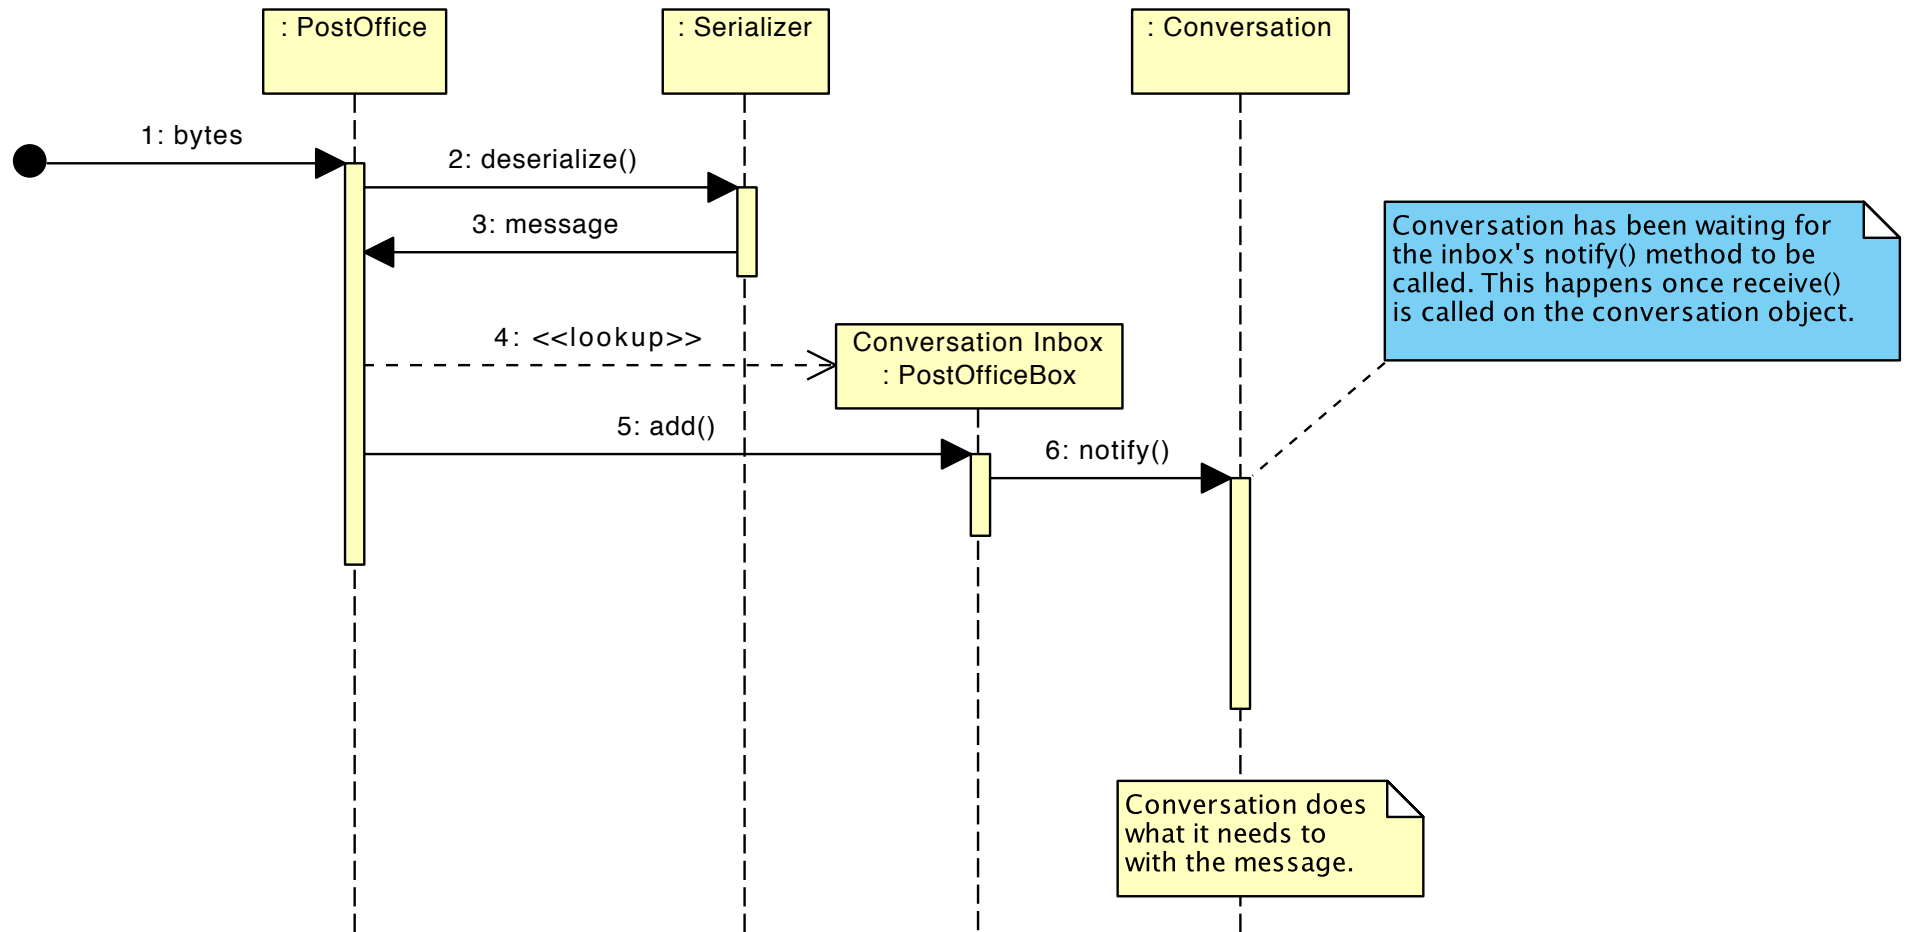 : PostOffice
: Serializer
: Conversation
1: bytes
2: deserialize()
3: message
Conversation has been waiting for
the inbox's notify() method to be
called. This happens once receive()
is called on the conversation object.
4: <<lookup>>
Conversation Inbox
: PostOfficeBox
5: add()
6: notify()
Conversation does
what it needs to
with the message.